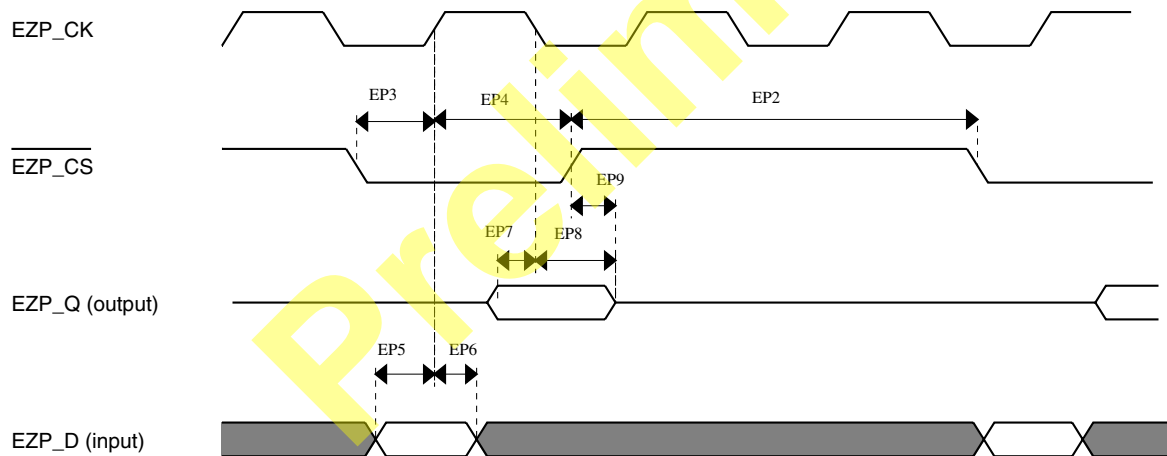 EZP_CK
EP3
EP4
EP2
EZP_CS
EP9
EP7
EP8
EZP_Q (output)
EP5
EP6
EZP_D (input)
Prelim